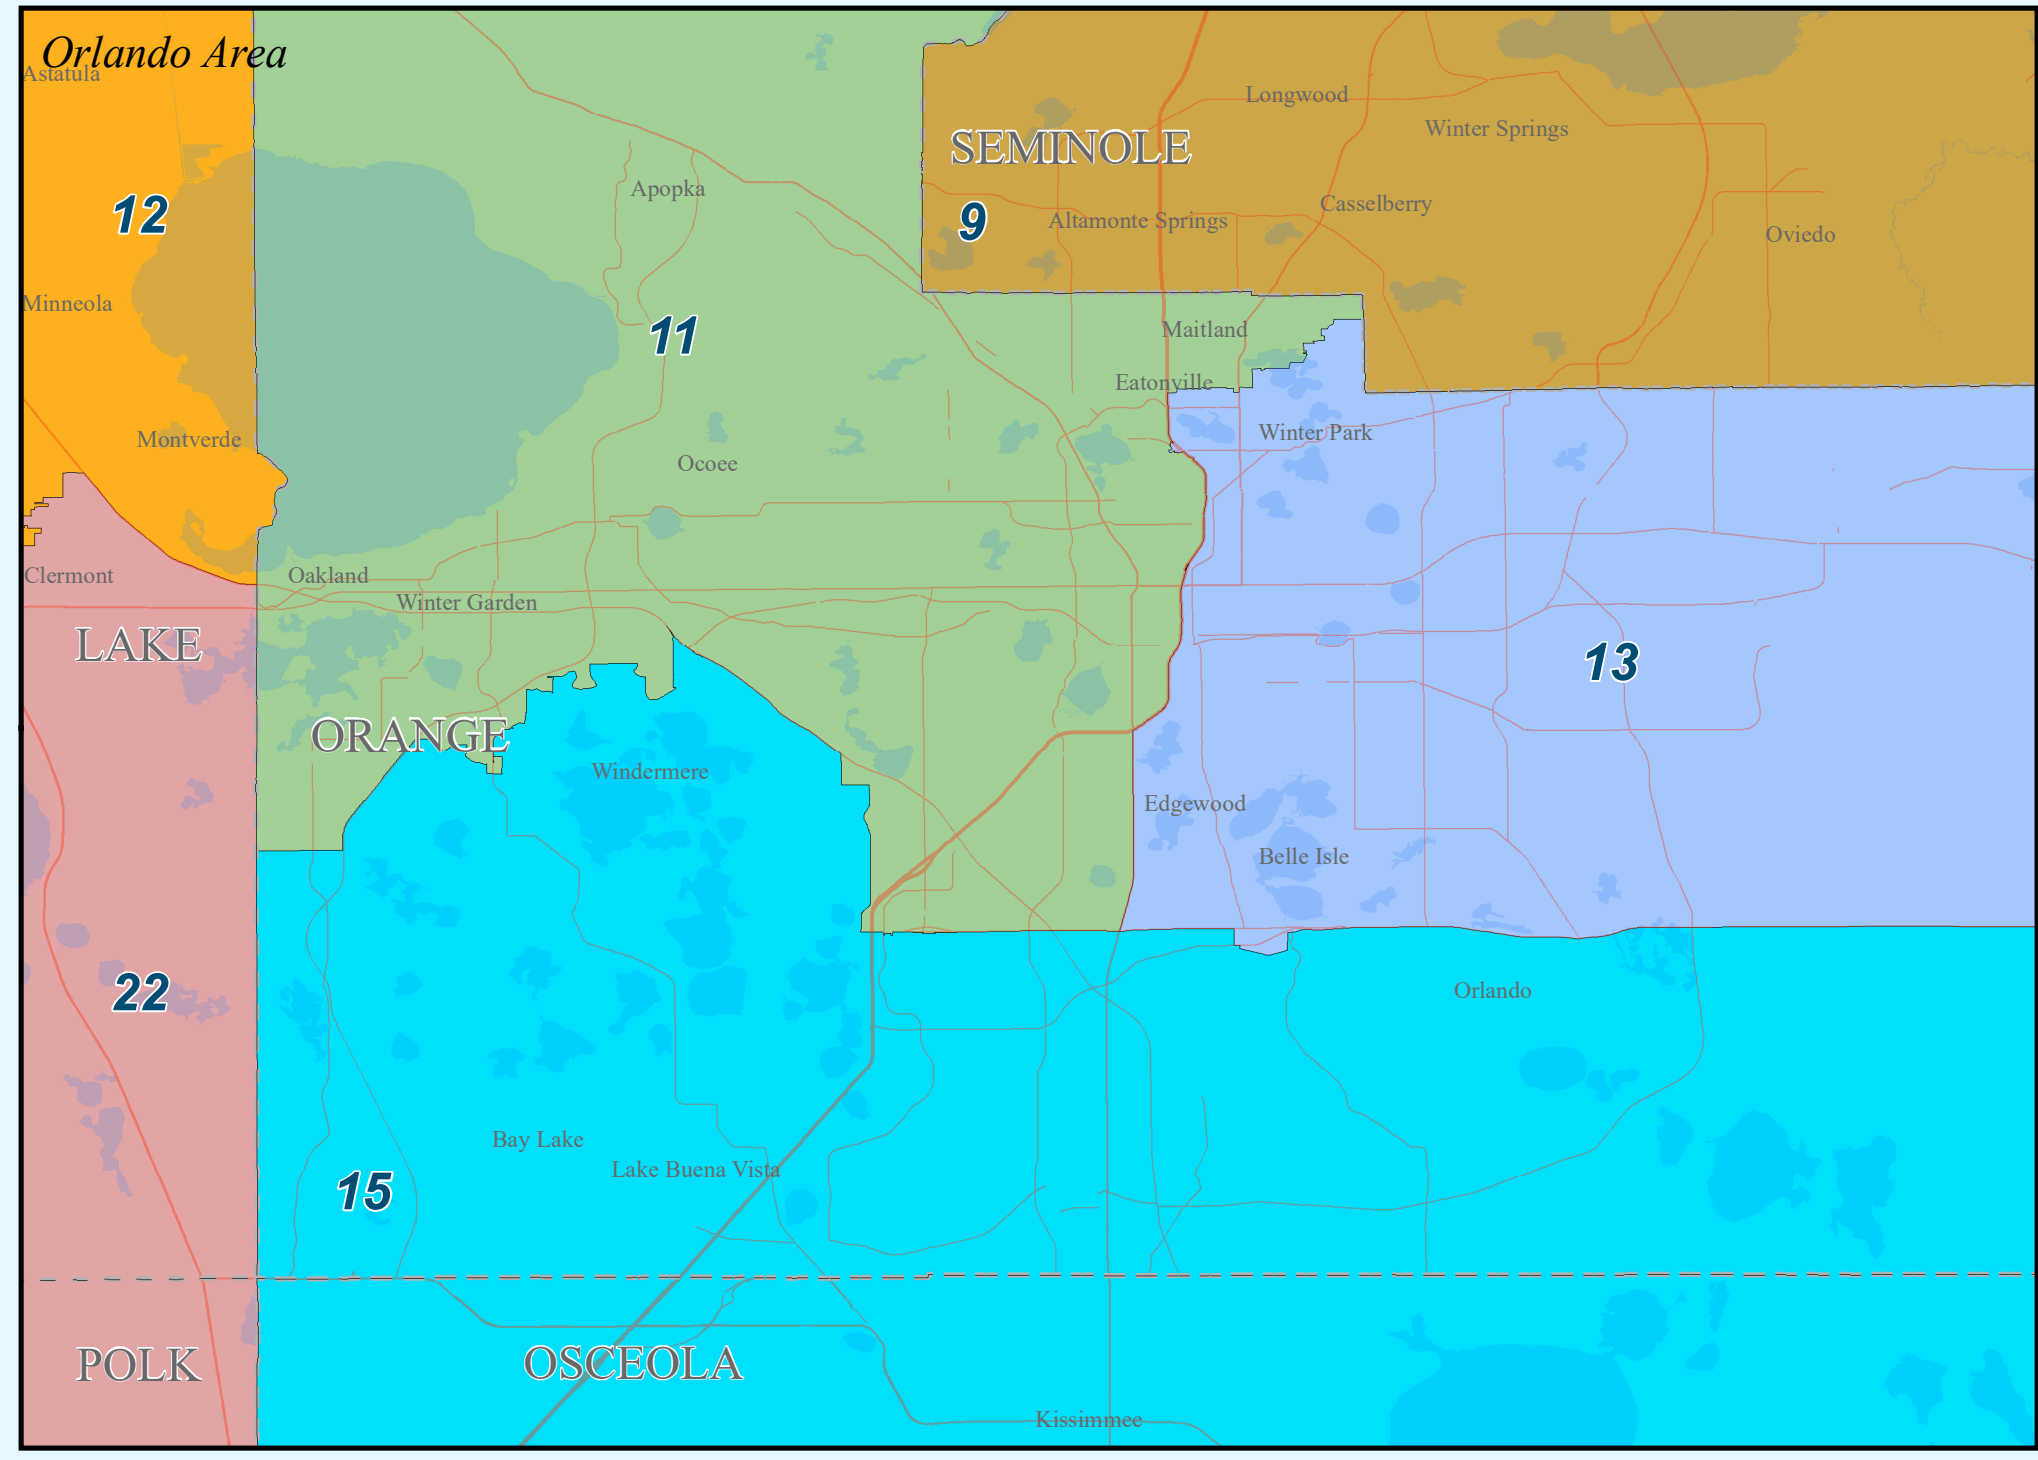 Orlando Area
Astatula
Longwood
Winter Springs
SEMINOLE
Apopka
12
9
Altamonte Springs
Casselberry
Oviedo
Minneola
11
Maitland
Eatonville
Montverde
Winter Park
Ocoee
Clermont
Oakland
Winter Garden
LAKE
13
ORANGE
Windermere
Edgewood
Belle Isle
22
Orlando
Bay Lake
Lake Buena Vista
15
POLK
OSCEOLA
Kissimmee